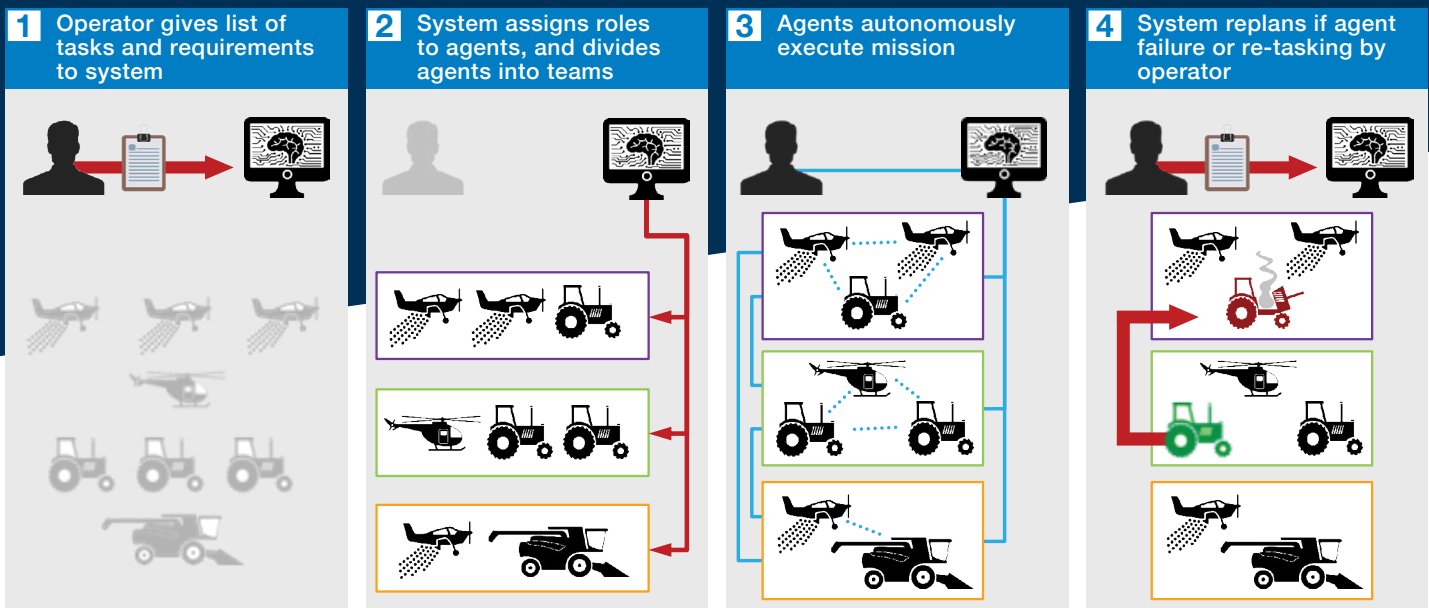 1 Operator gives list of
tasks and requirements
to system
2 System assigns roles
to agents, and divides
agents into teams
3 Agents autonomously
execute mission
4 System replans if agent
failure or re-tasking by
operator